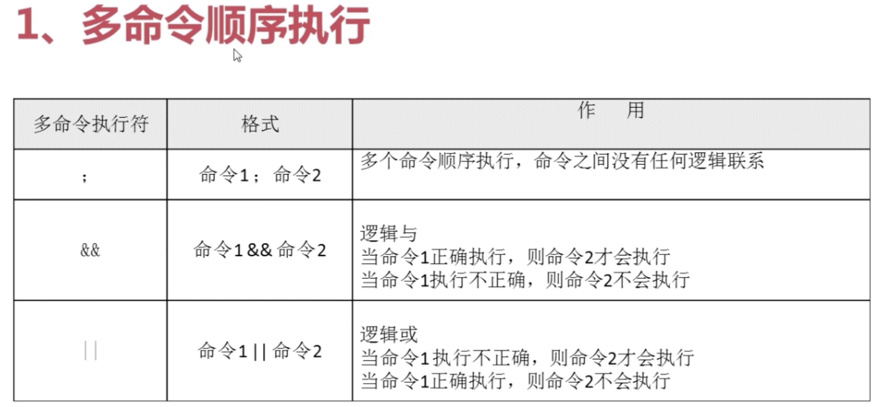 1、多命令顺序执行
多命令执行符 格式 作 用
; 命令1；命令2 多个命令顺序执行，命令之间没有任何逻辑联系
&& 命令1&& 命令2 逻辑与
当命令1正确执行，则命令2才会执行
当命令1执行不正确，则命令2不会执行
|| 命令1|| 命令2 逻辑或
当命令1 执行不正确，则命令2才会执行
当命令1正确执行，则命令2不会执行